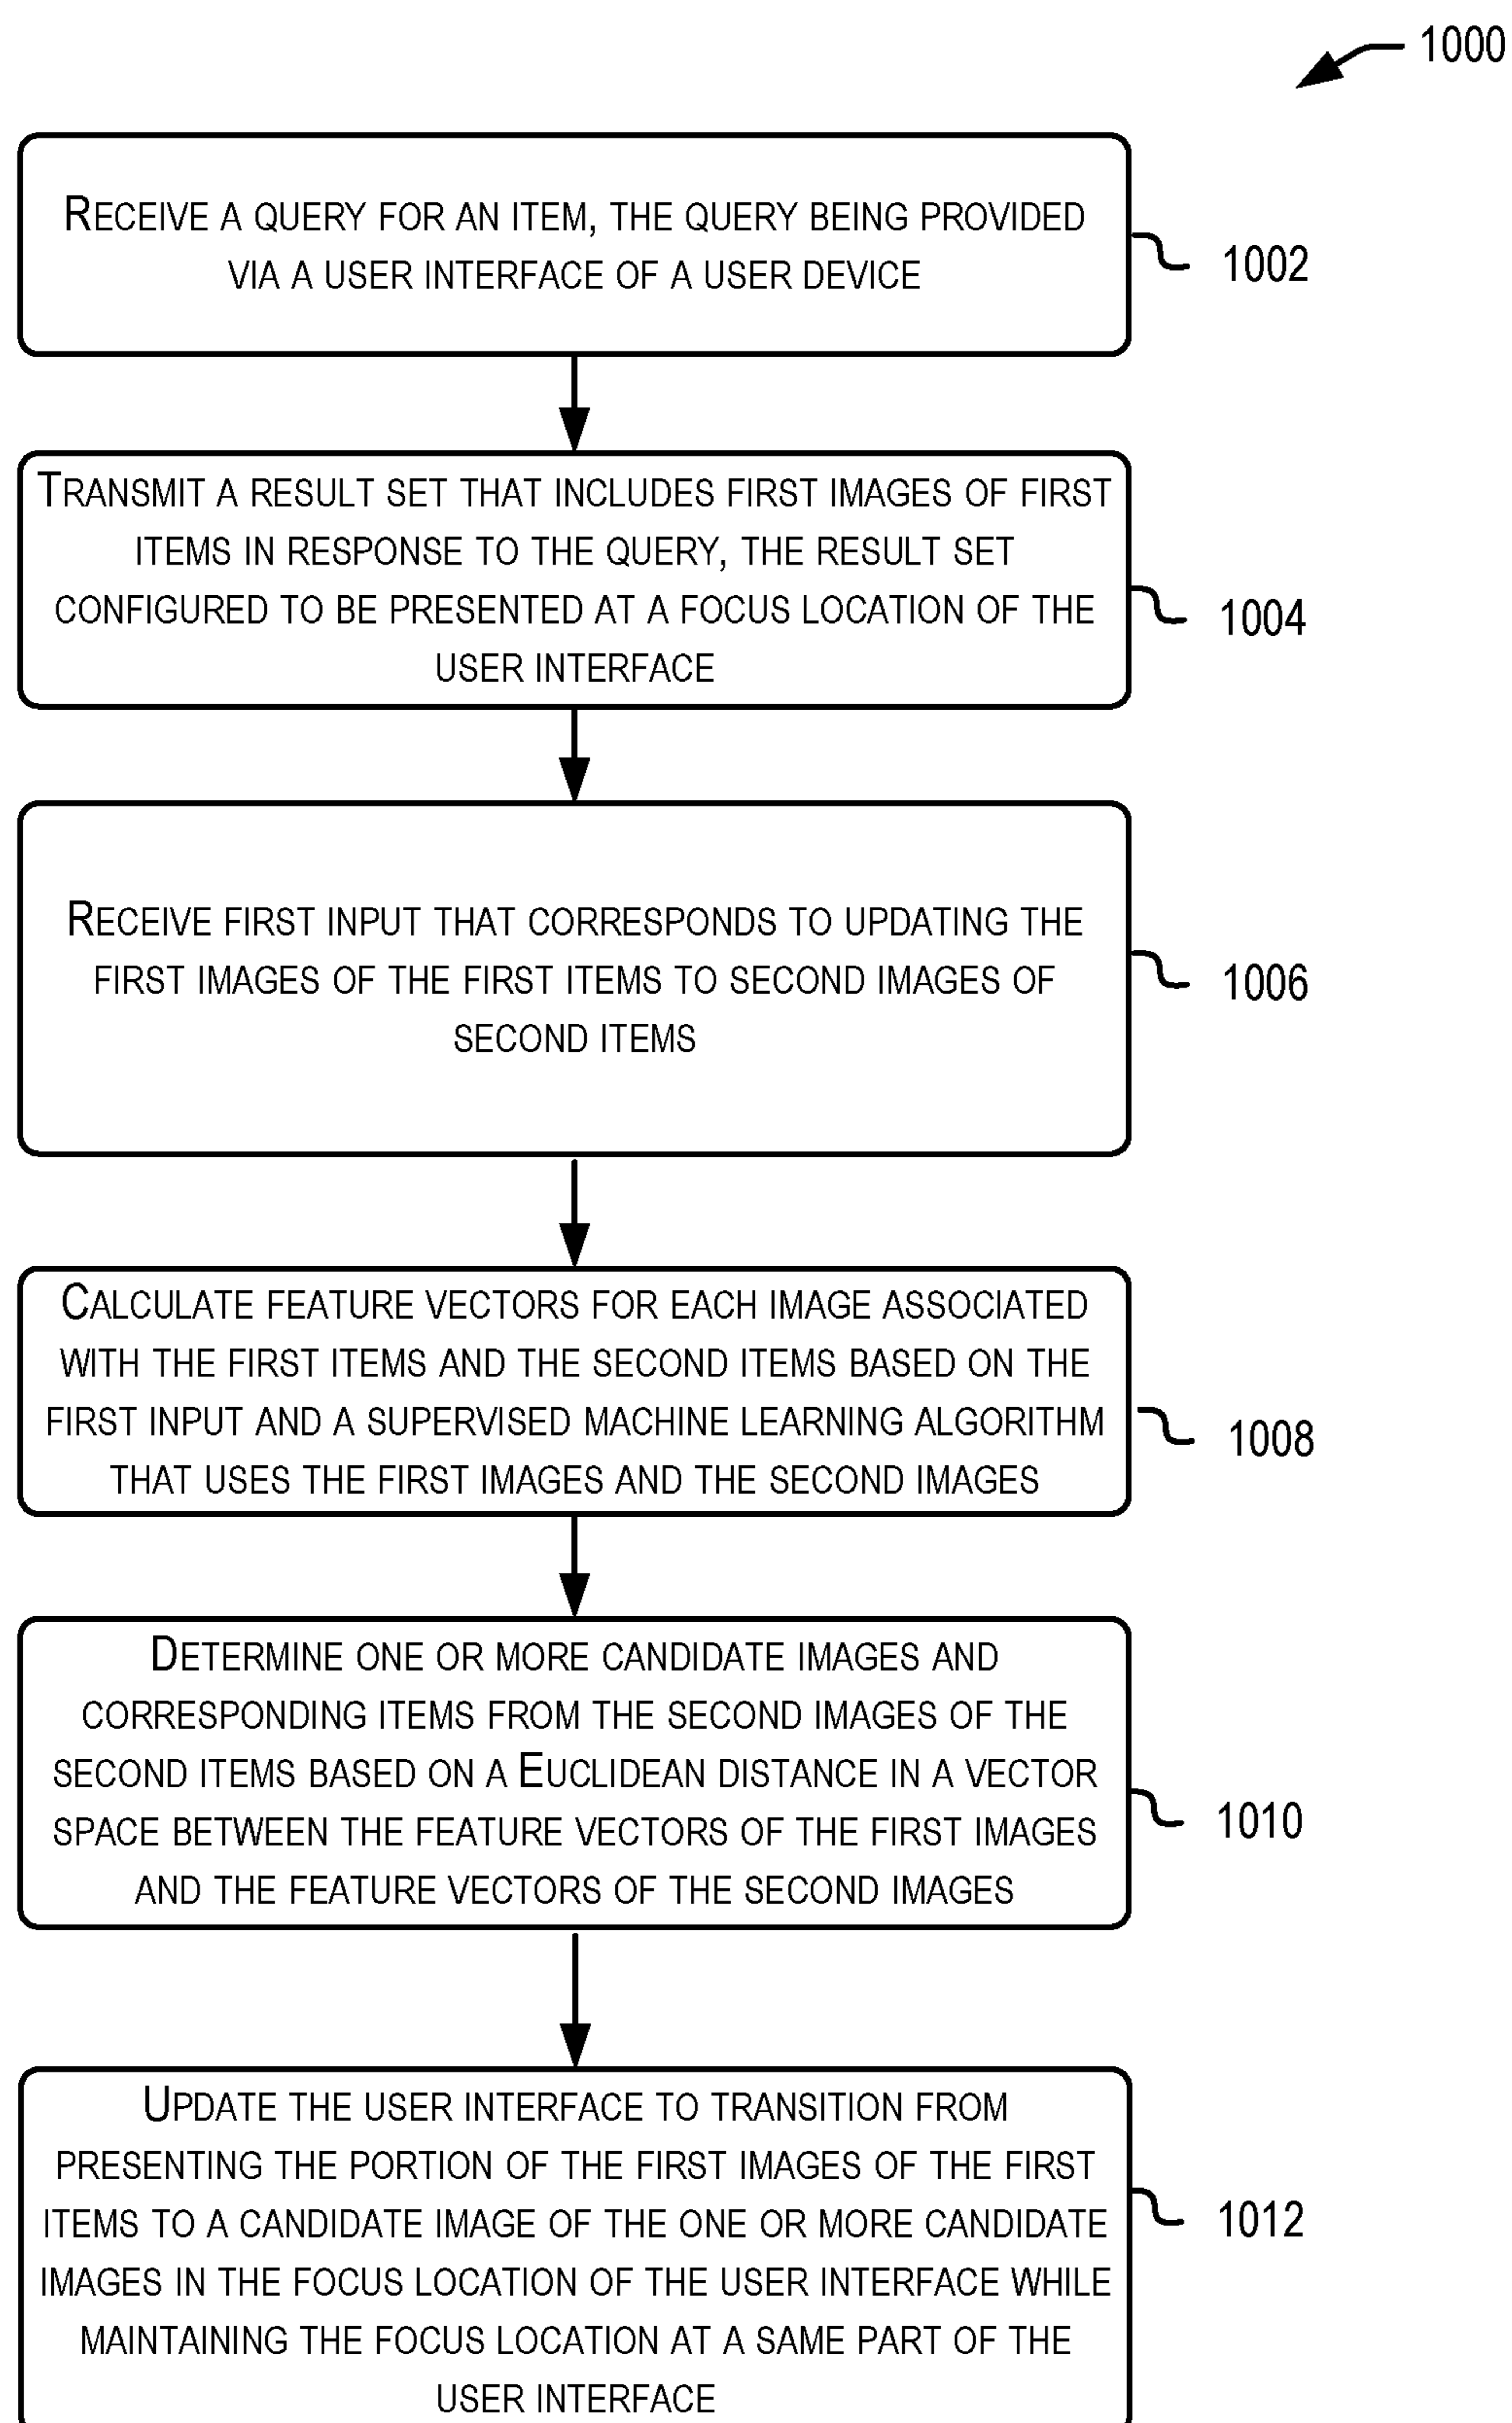 1000
RECEIVE A QUERY FOR AN ITEM, THE QUERY BEING PROVIDED
VIA A USER INTERFACE OF A USER DEVICE
1002
TRANSMIT A RESULT SET THAT INCLUDES FIRST IMAGES OF FIRST
ITEMS IN RESPONSE TO THE QUERY, THE RESULT SET
CONFIGURED TO BE PRESENTED AT A FOCUS LOCATION OF THE
USER INTERFACE
1004
RECEIVE FIRST INPUT THAT CORRESPONDS TO UPDATING THE
FIRST IMAGES OF THE FIRST ITEMS TO SECOND IMAGES OF
SECOND ITEMS
1006
CALCULATE FEATURE VECTORS FOR EACH IMAGE ASSOCIATED
WITH THE FIRST ITEMS AND THE SECOND ITEMS BASED ON THE
FIRST INPUT AND A SUPERVISED MACHINE LEARNING ALGORITHM
THAT USES THE FIRST IMAGES AND THE SECOND IMAGES
1008
DETERMINE ONE OR MORE CANDIDATE IMAGES AND
CORRESPONDING ITEMS FROM THE SECOND IMAGES OF THE
SECOND ITEMS BASED ON A EUCLIDEAN DISTANCE IN A VECTOR
SPACE BETWEEN THE FEATURE VECTORS OF THE FIRST IMAGES
AND THE FEATURE VECTORS OF THE SECOND IMAGES
1010
UPDATE THE USER INTERFACE TO TRANSITION FROM
PRESENTING THE PORTION OF THE FIRST IMAGES OF THE FIRST
ITEMS TO A CANDIDATE IMAGE OF THE ONE OR MORE CANDIDATE
IMAGES IN THE FOCUS LOCATION OF THE USER INTERFACE WHILE
MAINTAINING THE FOCUS LOCATION AT A SAME PART OF THE
USER INTERFACE
1012